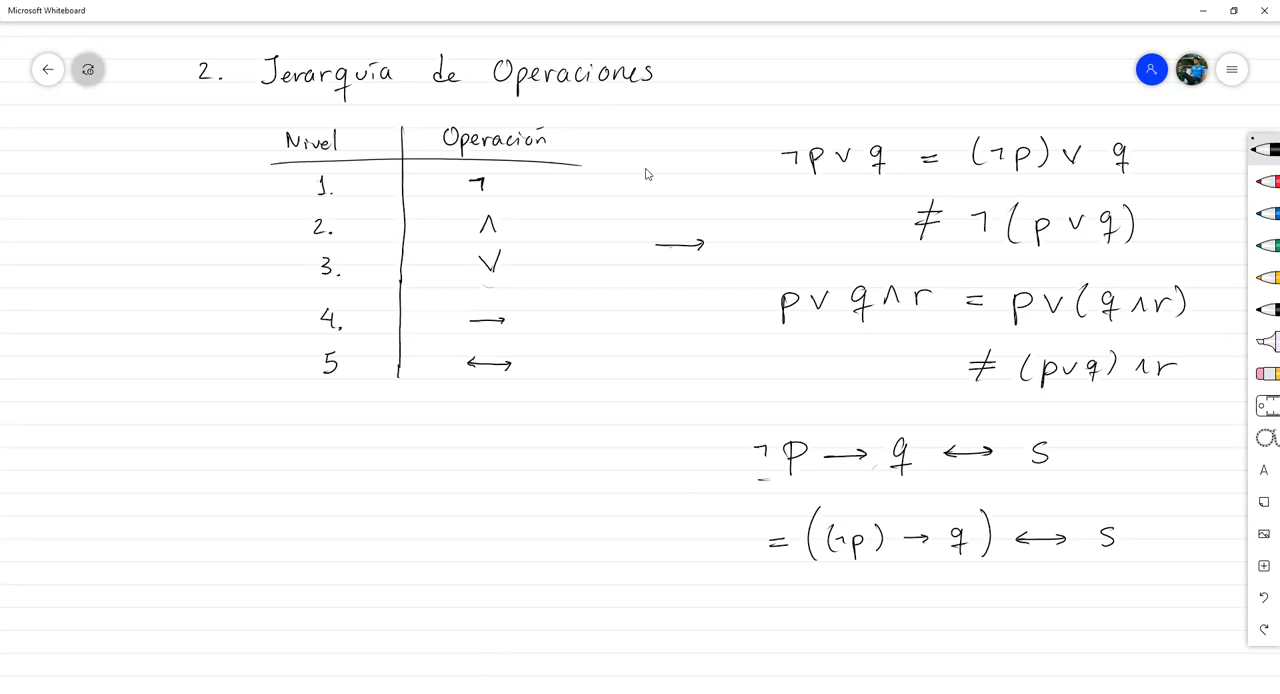 Microsoft Whiteboard
2. Jerarquía de Operaciones
Nivel Operación
1. ¬
2. ∧
3. ∨
4. →
5 ↔
→
¬p ∨ q = (¬p) ∨ q
≠ ¬(p ∨ q)
p ∨ q ∧ r = p ∨ (q ∧ r)
≠ (p ∨ q) ∧ r
¬p → q ↔ s
= ((¬p) → q) ↔ s
A